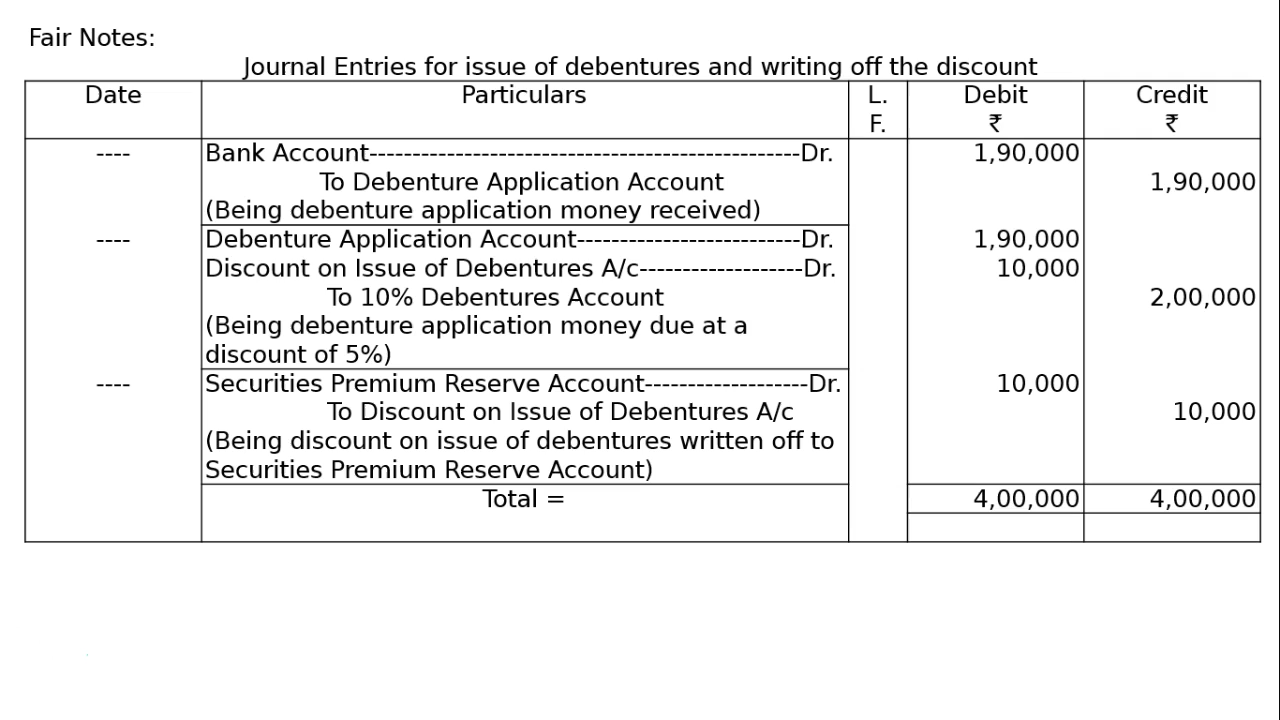 Fair Notes:
Journal Entries for issue of debentures and writing off the discount
Date Particulars L. Debit Credit
F. ₹ ₹
---- Bank Account--------------------------------------------------Dr. 1,90,000
To Debenture Application Account 1,90,000
(Being debenture application money received)
---- Debenture Application Account--------------------------Dr. 1,90,000
Discount on Issue of Debentures A/c-------------------Dr. 10,000
To 10% Debentures Account 2,00,000
(Being debenture application money due at a
discount of 5%)
---- Securities Premium Reserve Account-------------------Dr. 10,000
To Discount on Issue of Debentures A/c 10,000
(Being discount on issue of debentures written off to
Securities Premium Reserve Account)
Total = 4,00,000 4,00,000